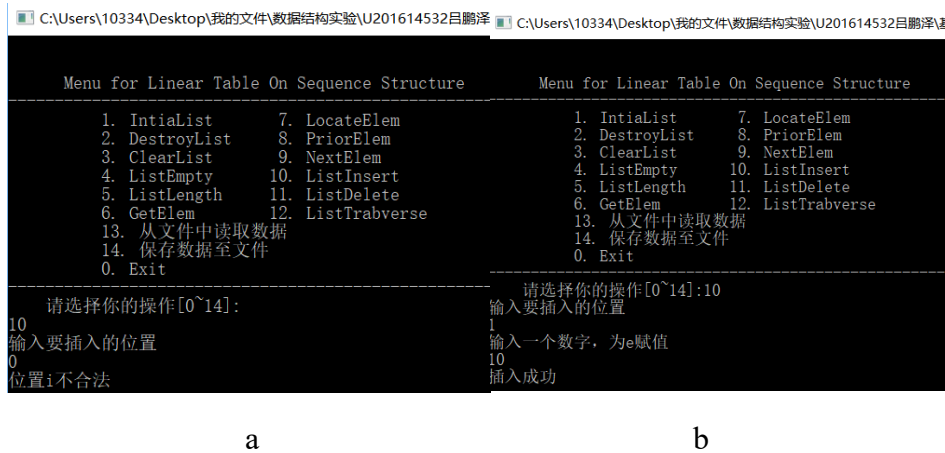 C:\Users\10334\Desktop\我的文件\数据结构实验\U201614532吕鹏泽
Menu for Linear Table On Sequence Structure
1. IntiaList 7. LocateElem
2. DestroyList 8. PriorElem
3. ClearList 9. NextElem
4. ListEmpty 10. ListInsert
5. ListLength 11. ListDelete
6. GetElem 12. ListTrabverse
13. 从文件中读取数据
14. 保存数据至文件
0. Exit
请选择你的操作[0~14]:
10
输入要插入的位置
0
位置i不合法
a
C:\Users\10334\Desktop\我的文件\数据结构实验\U201614532吕鹏泽\
Menu for Linear Table On Sequence Structure
1. IntiaList 7. LocateElem
2. DestroyList 8. PriorElem
3. ClearList 9. NextElem
4. ListEmpty 10. ListInsert
5. ListLength 11. ListDelete
6. GetElem 12. ListTrabverse
13. 从文件中读取数据
14. 保存数据至文件
0. Exit
请选择你的操作[0~14]:10
输入要插入的位置
1
输入一个数字，为e赋值
10
插入成功
b